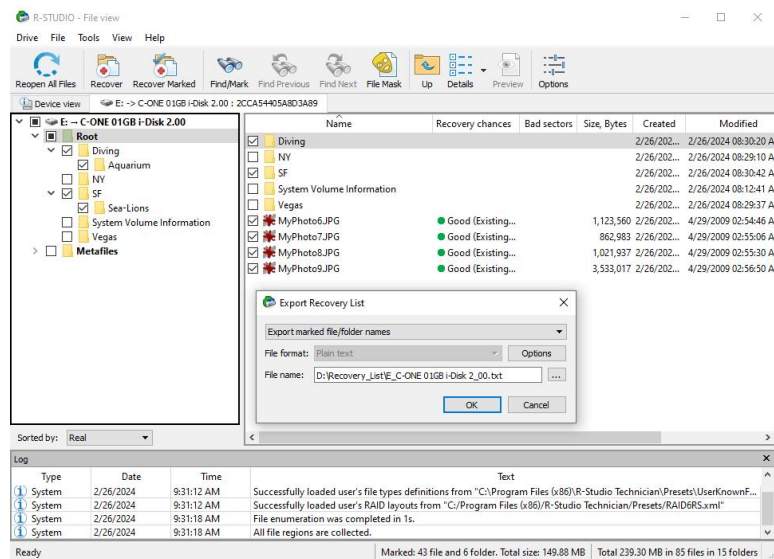 R-STUDIO - File view
Drive File Tools View Help
Reopen All Files Recover Recover Marked Find/Mark Find Previous Find Next File Mask Up Details Preview Options
Device view E: -> C-ONE 01GB i-Disk 2.00 : 2CCA54405A8D3A89
E: → C-ONE 01GB i-Disk 2.00
Root
Diving
Aquarium
NY
SF
Sea-Lions
System Volume Information
Vegas
Metafiles
Sorted by: Real
Name Recovery chances Bad sectors Size, Bytes Created Modified
Diving 2/26/202... 2/26/2024 08:30:20 A
NY 2/26/202... 2/26/2024 08:29:10 A
SF 2/26/202... 2/26/2024 08:30:42 A
System Volume Information 2/26/202... 2/26/2024 08:12:41 A
Vegas 2/26/202... 2/26/2024 08:29:37 A
MyPhoto6.JPG Good (Existing... 1,123,560 2/26/202... 4/29/2009 02:54:46 A
MyPhoto7.JPG Good (Existing... 862,983 2/26/202... 4/29/2009 02:55:06 A
MyPhoto8.JPG Good (Existing... 1,021,937 2/26/202... 4/29/2009 02:55:30 A
MyPhoto9.JPG Good (Existing... 3,533,017 2/26/202... 4/29/2009 02:56:50 A
Export Recovery List
Export marked file/folder names
File format: Plain text Options
File name: D:\Recovery_List\E_C-ONE 01GB i-Disk 2_00.txt ...
OK Cancel
Log
Type Date Time Text
System 2/26/2024 9:31:12 AM Successfully loaded user's file types definitions from "C:\Program Files (x86)\R-Studio Technician\Presets\UserKnownF...
System 2/26/2024 9:31:12 AM Successfully loaded user's RAID layouts from "C:/Program Files (x86)/R-Studio Technician/Presets/RAID6RS.xml"
System 2/26/2024 9:31:18 AM File enumeration was completed in 1s.
System 2/26/2024 9:31:18 AM All file regions are collected.
Ready Marked: 43 file and 6 folder. Total size: 149.88 MB Total 239.30 MB in 85 files in 15 folders